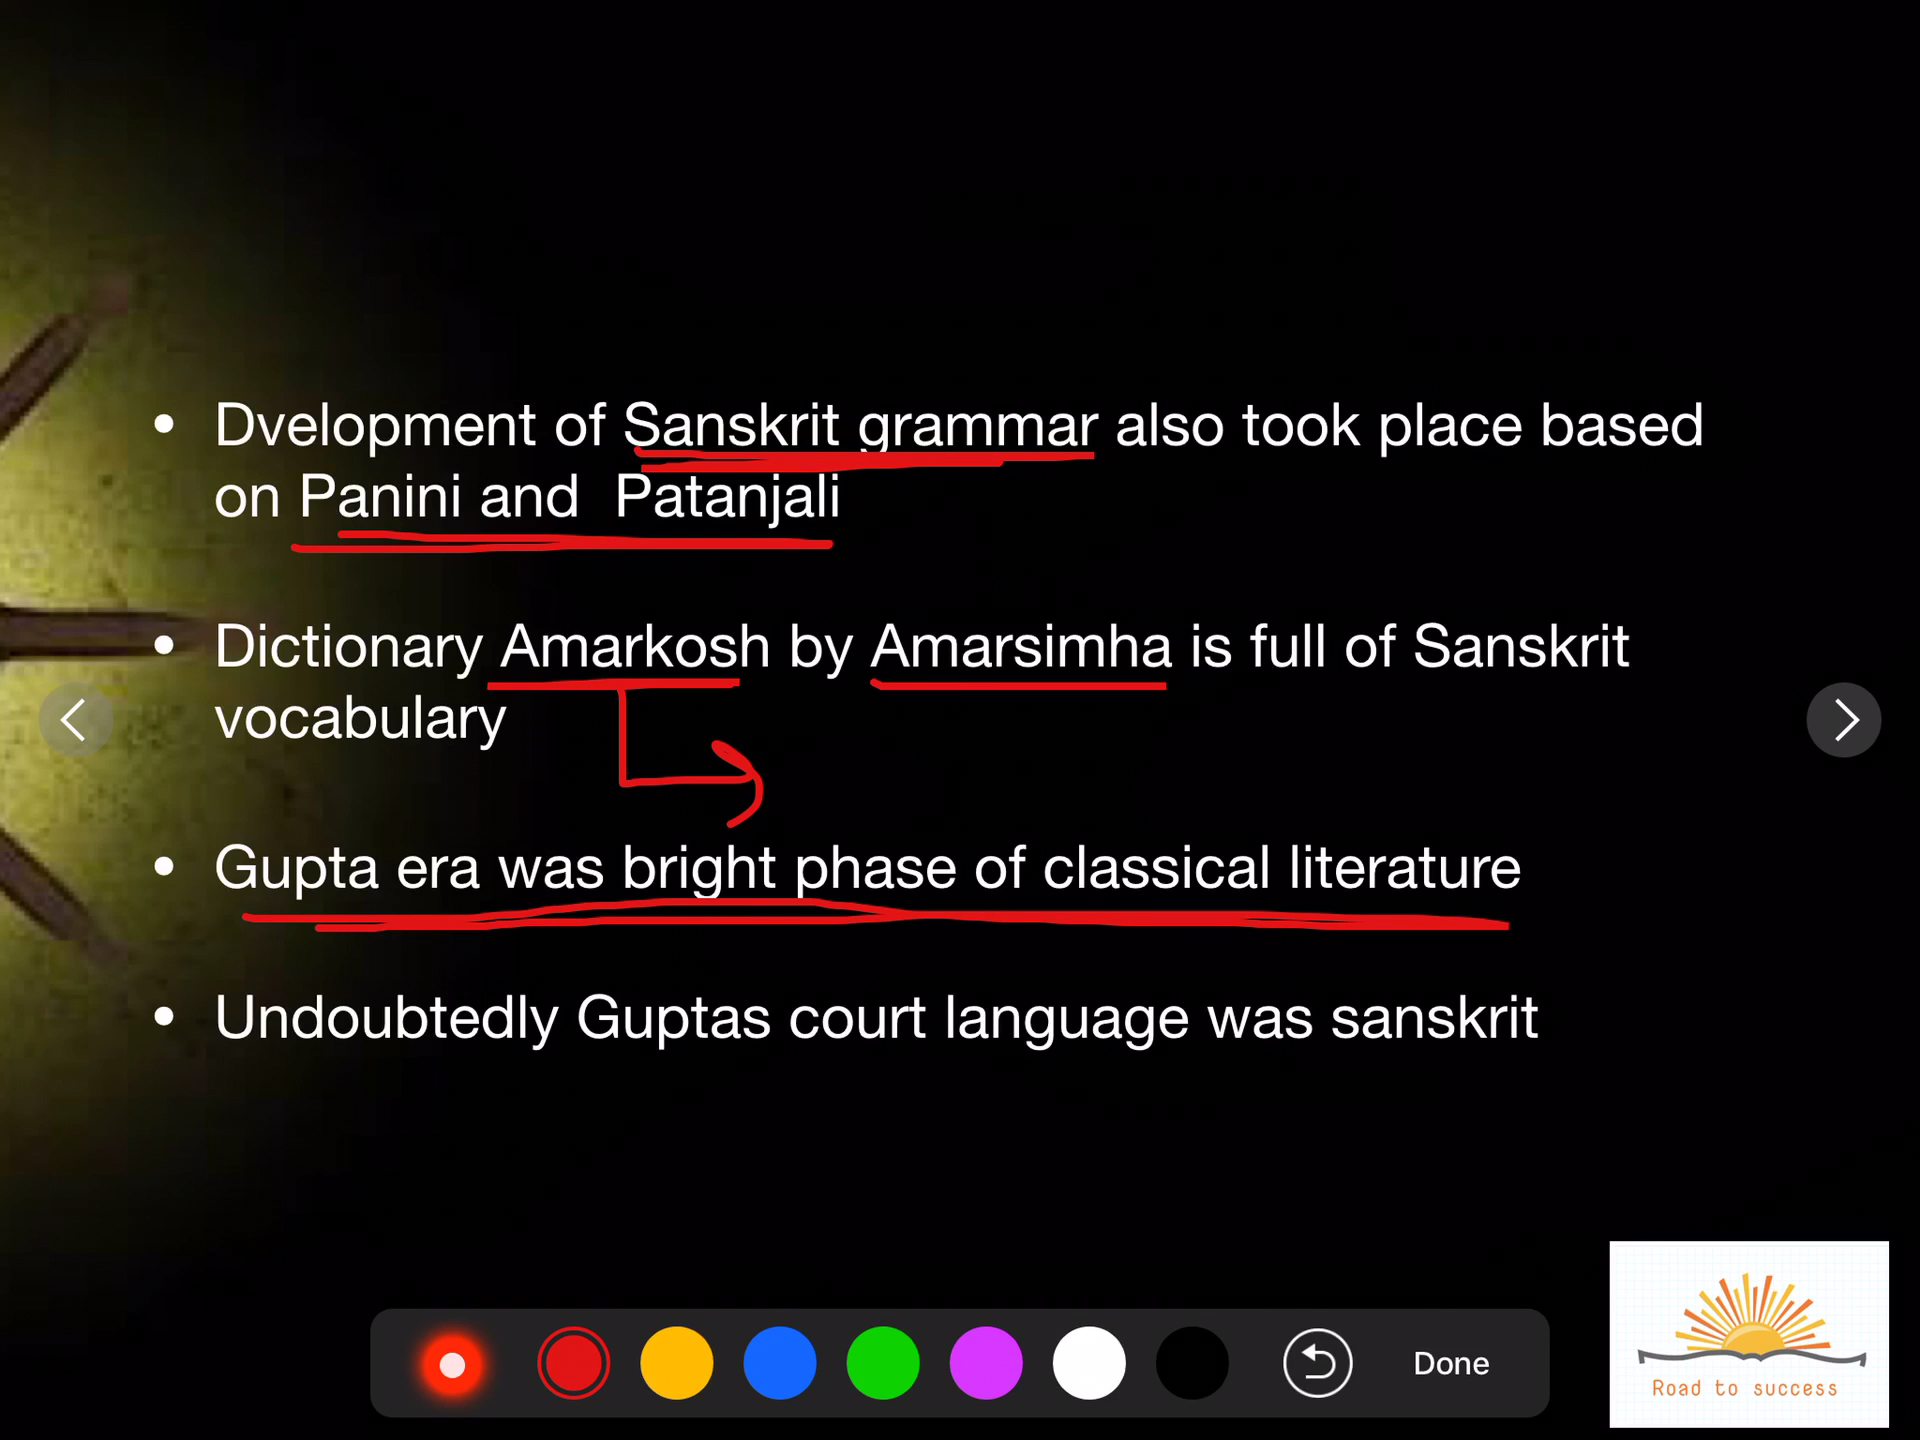 • Dvelopment of Sanskrit grammar also took place based
on Panini and  Patanjali
• Dictionary Amarkosh by Amarsimha is full of Sanskrit
vocabulary
• Gupta era was bright phase of classical literature
• Undoubtedly Guptas court language was sanskrit
Done
Road to success